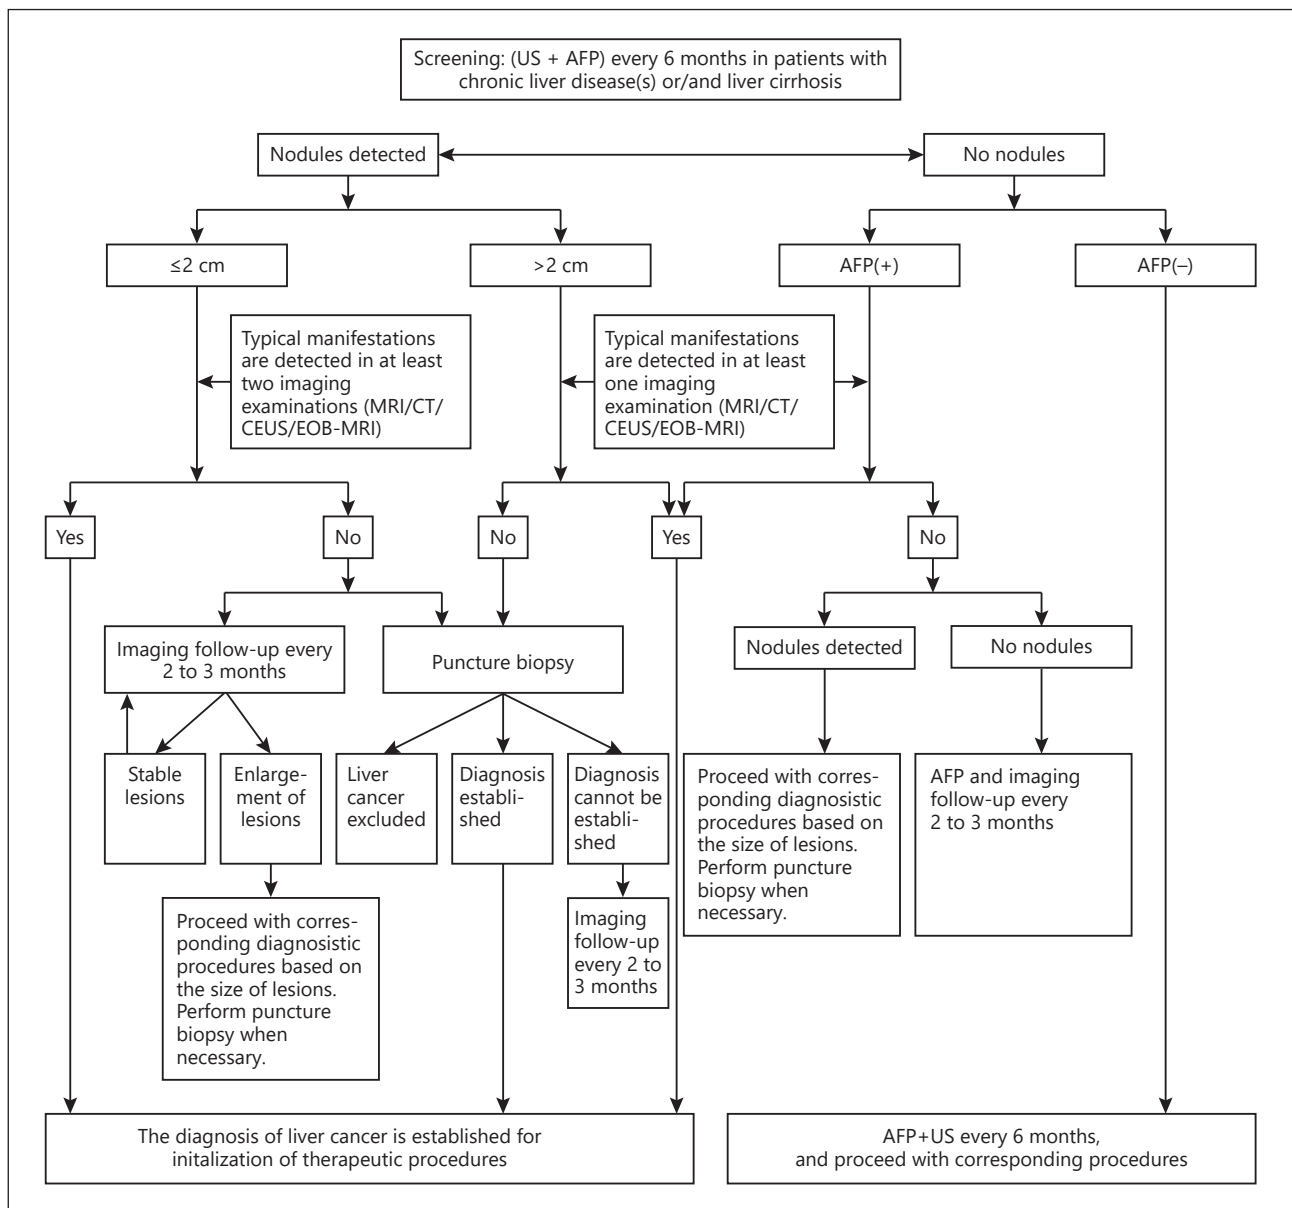 Screening: (US + AFP) every 6 months in patients with
chronic liver disease(s) or/and liver cirrhosis
Nodules detected
No nodules
≤2 cm
>2 cm
AFP(+)
AFP(–)
Typical manifestations
are detected in at least
two imaging
examinations (MRI/CT/
CEUS/EOB-MRI)
Typical manifestations
are detected in at least
one imaging
examination (MRI/CT/
CEUS/EOB-MRI)
Yes
No
No
Yes
No
Imaging follow-up every
2 to 3 months
Puncture biopsy
Nodules detected
No nodules
Stable
lesions
Enlarge-
ment of
lesions
Liver
cancer
excluded
Diagnosis
establi-
shed
Diagnosis
cannot be
establi-
shed
Proceed with corres-
ponding diagnosistic
procedures based on
the size of lesions.
Perform puncture
biopsy when
necessary.
AFP and imaging
follow-up every
2 to 3 months
Proceed with corres-
ponding diagnosistic
procedures based on
the size of lesions.
Perform puncture
biopsy when
necessary.
Imaging
follow-up
every 2 to
3 months
The diagnosis of liver cancer is established for
initalization of therapeutic procedures
AFP+US every 6 months,
and proceed with corresponding procedures